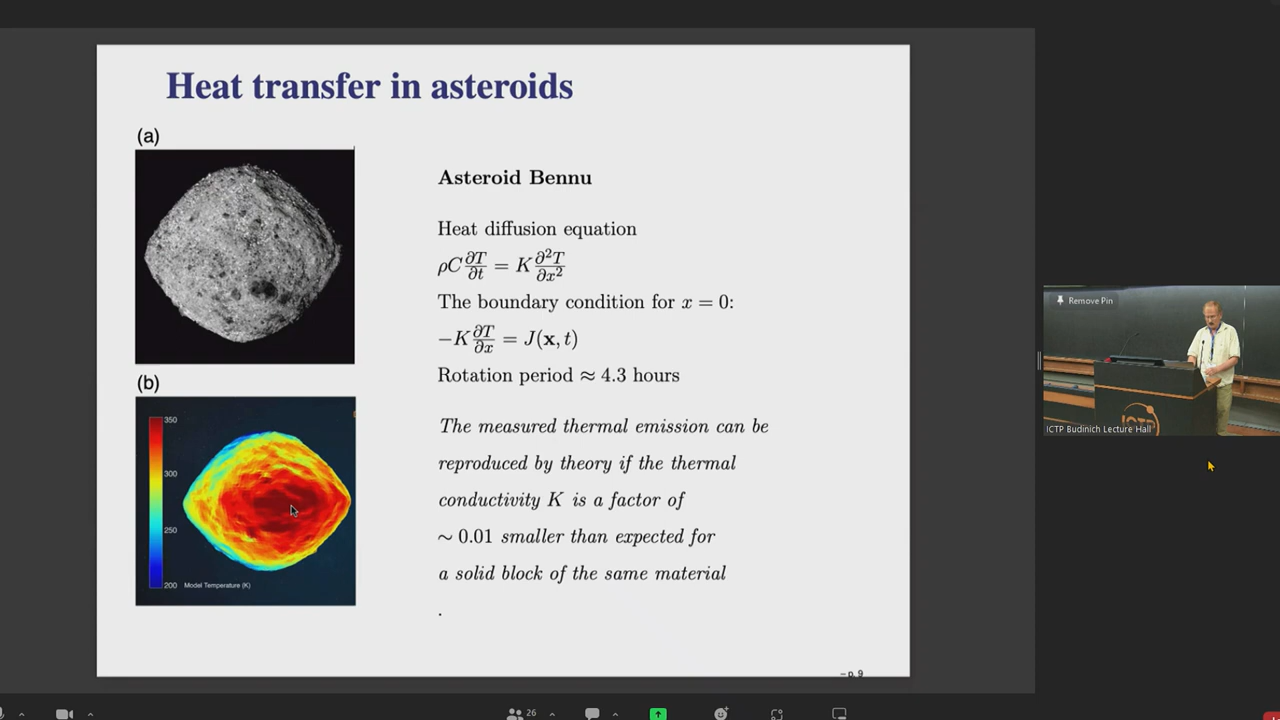 Heat transfer in asteroids
(a)
Asteroid Bennu
Heat diffusion equation
ρC ∂T/∂t = K ∂²T/∂x²
The boundary condition for x = 0:
−K ∂T/∂x = J(x, t)
Rotation period ≈ 4.3 hours
(b)
350
300
250
200 Model Temperature (K)
The measured thermal emission can be
reproduced by theory if the thermal
conductivity K is a factor of
~ 0.01 smaller than expected for
a solid block of the same material
.
– p. 9
Remove Pin
ICTP
ICTP Budinich Lecture Hall
26